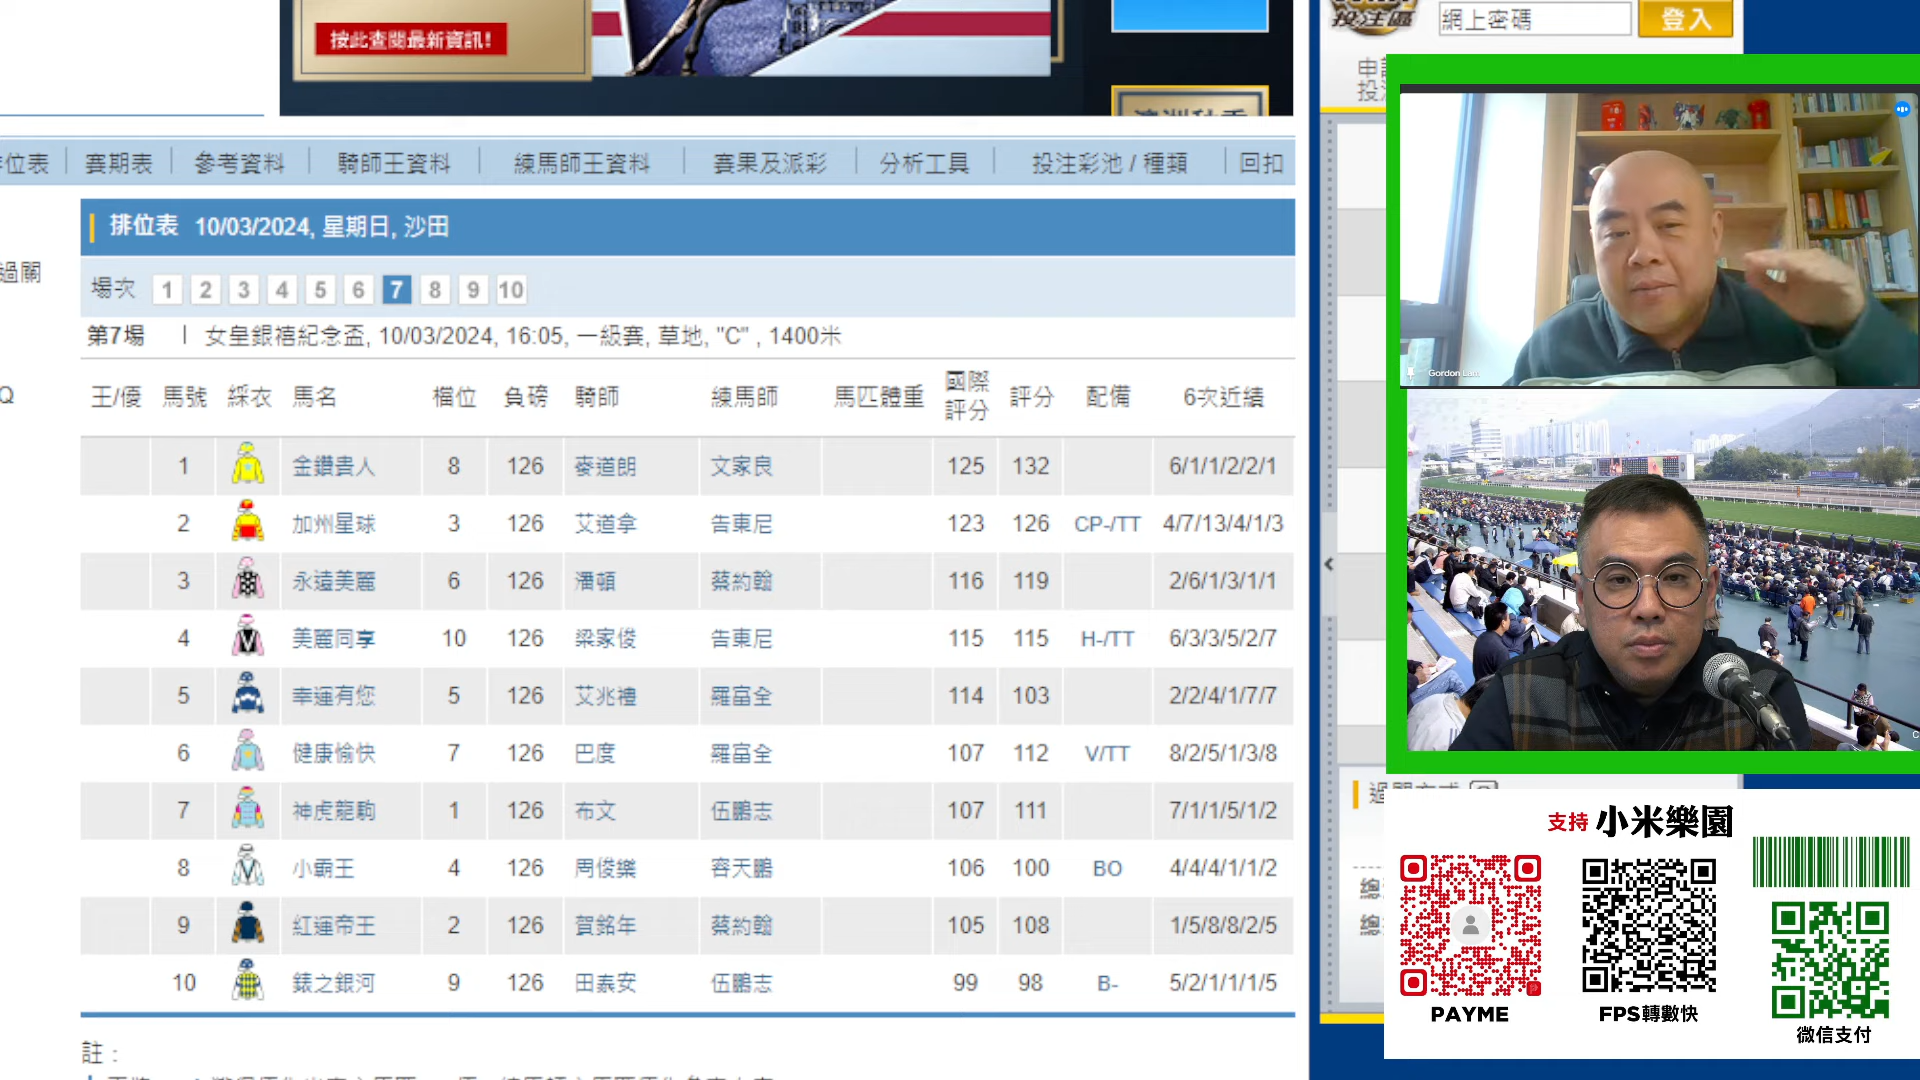 按此查閱最新資訊!
投注區
網上密碼
登入
賽期表
參考資料
騎師王資料
練馬師王資料
賽果及派彩
分析工具
投注彩池 / 種類
回扣
排位表 10/03/2024, 星期日, 沙田
過關
場次 1 2 3 4 5 6 7 8 9 10
第7場 | 女皇銀禧紀念盃, 10/03/2024, 16:05, 一級賽, 草地, "C" , 1400米
王/優 馬號 綵衣 馬名 檔位 負磅 騎師 練馬師 馬匹體重 國際評分 評分 配備 6次近績
1 金鑽貴人 8 126 麥道朗 文家良 125 132 6/1/1/2/2/1
2 加州星球 3 126 艾道拿 告東尼 123 126 CP-/TT 4/7/13/4/1/3
3 永遠美麗 6 126 潘頓 蔡約翰 116 119 2/6/1/3/1/1
4 美麗同享 10 126 梁家俊 告東尼 115 115 H-/TT 6/3/3/5/2/7
5 幸運有您 5 126 艾兆禮 羅富全 114 103 2/2/4/1/7/7
6 健康愉快 7 126 巴度 羅富全 107 112 V/TT 8/2/5/1/3/8
7 神虎龍駒 1 126 布文 伍鵬志 107 111 7/1/1/5/1/2
8 小霸王 4 126 周俊樂 容天鵬 106 100 BO 4/4/4/1/1/2
9 紅運帝王 2 126 賀銘年 蔡約翰 105 108 1/5/8/8/2/5
10 錶之銀河 9 126 田泰安 伍鵬志 99 98 B- 5/2/1/1/1/5
註 :
Gordon Lam
支持 小米樂園
PAYME
FPS轉數快
微信支付